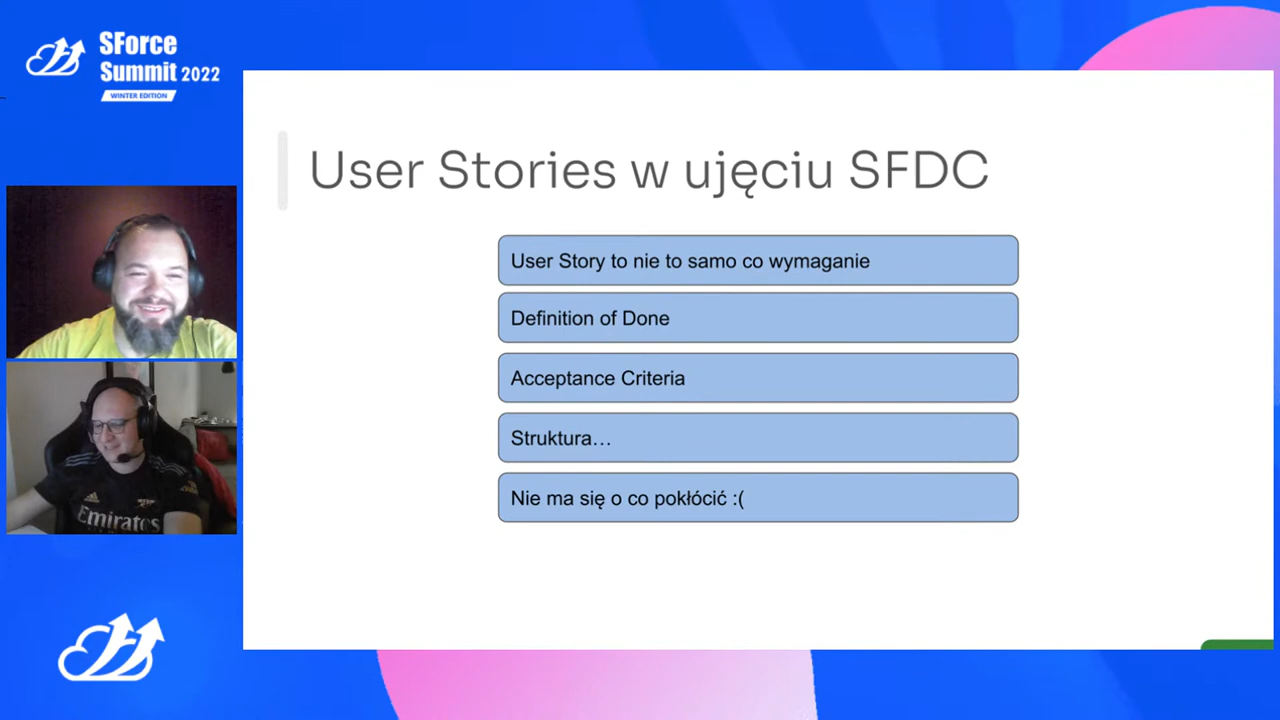 SForce
Summit 2022
WINTER EDITION
User Stories w ujęciu SFDC
User Story to nie to samo co wymaganie
Definition of Done
Acceptance Criteria
Struktura…
Nie ma się o co pokłócić :(
Emirates